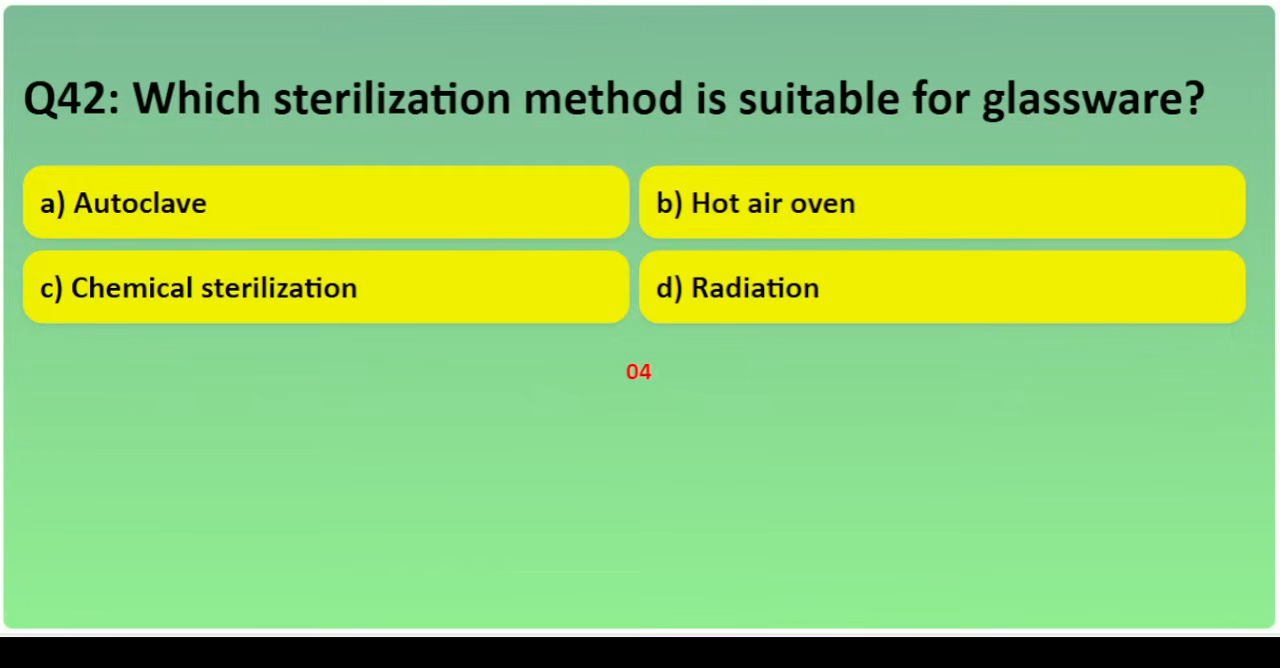 Q42: Which sterilization method is suitable for glassware?
a) Autoclave
b) Hot air oven
c) Chemical sterilization
d) Radiation
04